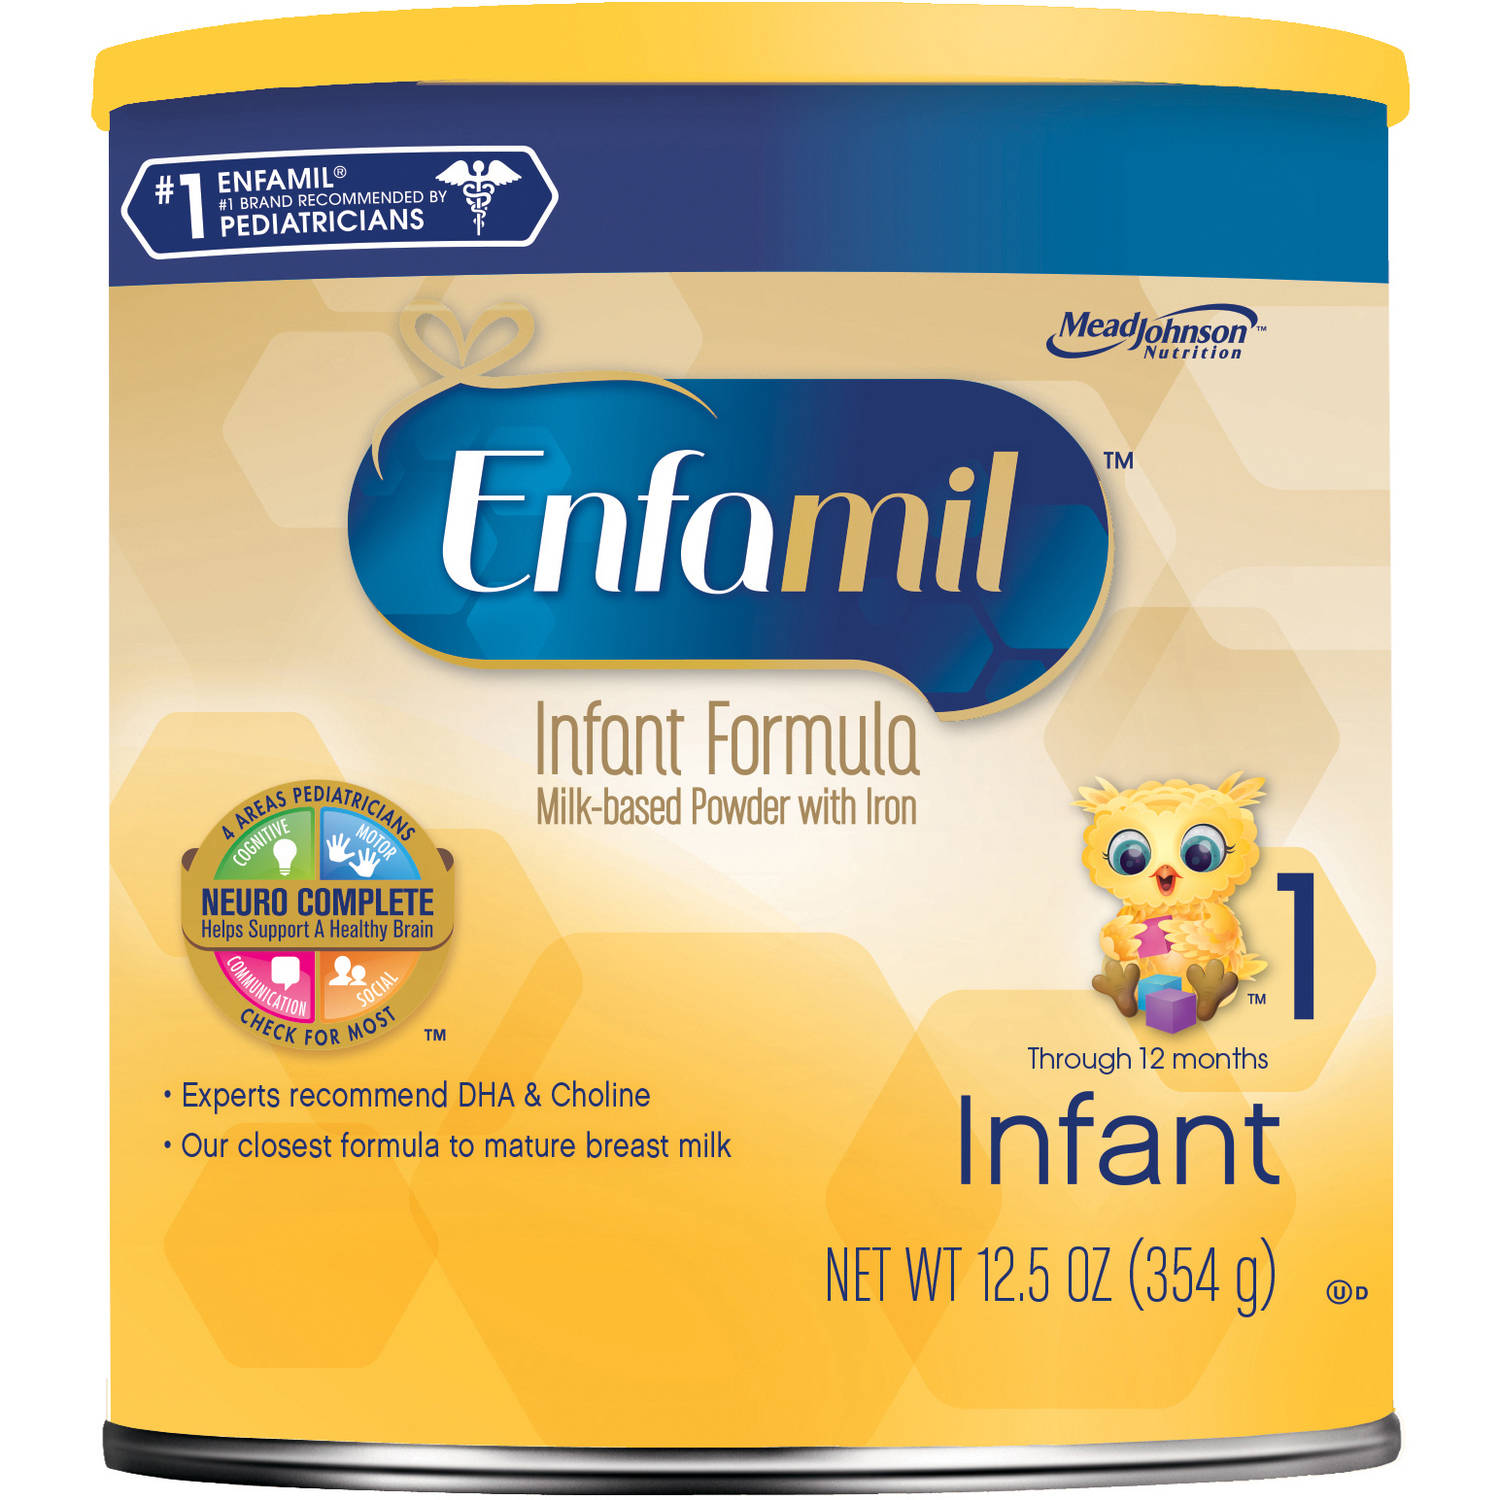 #1 ENFAMIL®
#1 BRAND RECOMMENDED BY
PEDIATRICIANS
MeadJohnson™
Nutrition
Enfamil™
Infant Formula
Milk-based Powder with Iron
4 AREAS PEDIATRICIANS
COGNITIVE
MOTOR
NEURO COMPLETE
Helps Support A Healthy Brain
COMMUNICATION
SOCIAL
CHECK FOR MOST
™
™ 1
Through 12 months
Infant
• Experts recommend DHA & Choline
• Our closest formula to mature breast milk
NET WT 12.5 OZ (354 g)
Ⓤ D